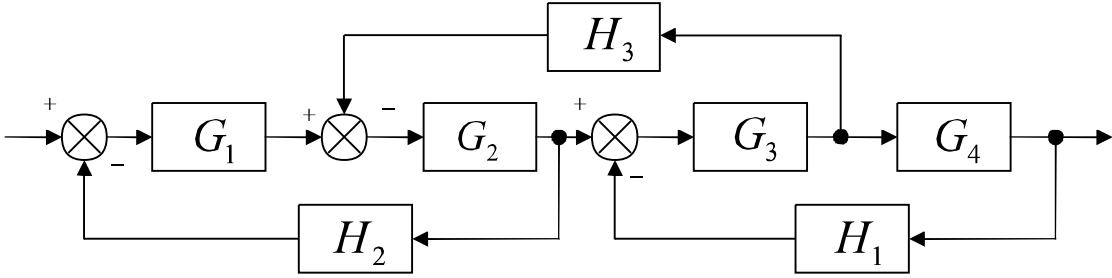 H₃
+ G₁ + − G₂ + G₃ G₄
− −
H₂ H₁